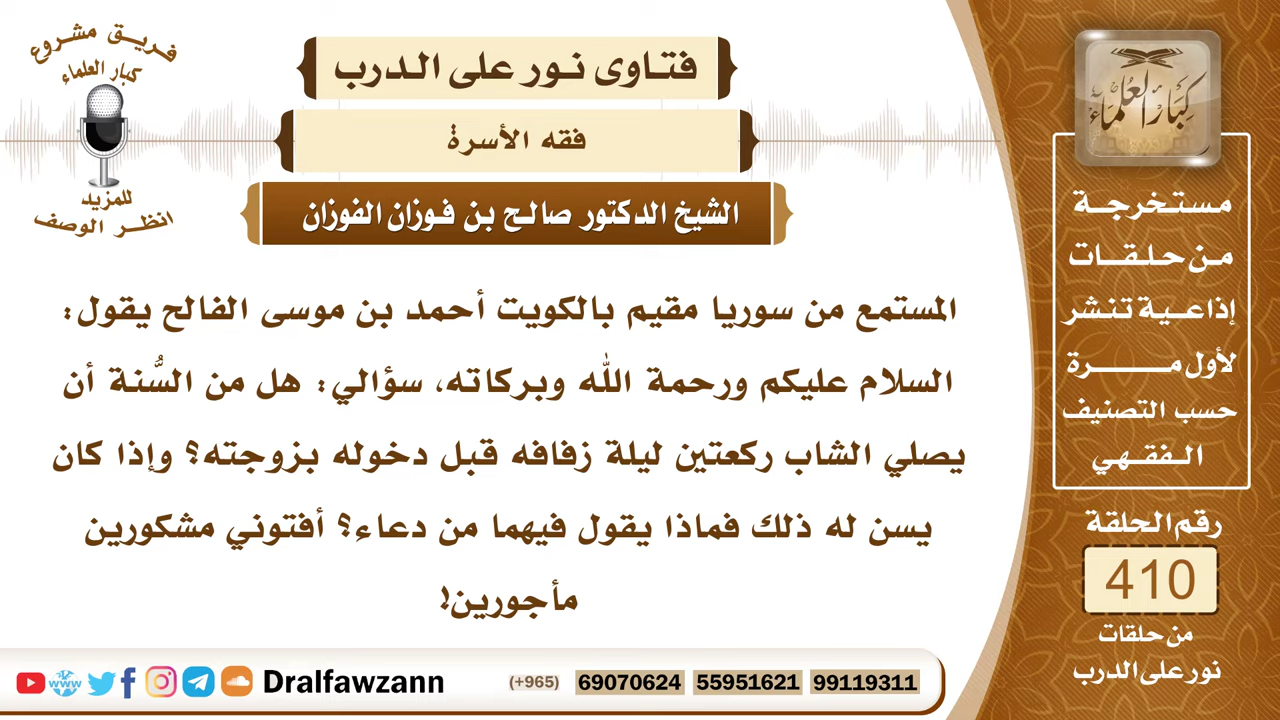 فريق مشروع
كبار العلماء
للمزيد
انظر الوصف
فتاوى نور على الدرب
فقه الأسرة
الشيخ الدكتور صالح بن فوزان الفوزان
المستمع من سوريا مقيم بالكويت أحمد بن موسى الفالح يقول:
السلام عليكم ورحمة الله وبركاته، سؤالي: هل من السُّنة أن
يصلي الشاب ركعتين ليلة زفافه قبل دخوله بزوجته؟ وإذا كان
يسن له ذلك فماذا يقول فيهما من دعاء؟ أفتوني مشكورين
مأجورين!
كِبَارُ العُلَمَاءِ
مستخرجة
من حلقات
إذاعية تنشر
لأول مرة
حسب التصنيف
الفقهي
رقم الحلقة
410
من حلقات
نور على الدرب
www Dralfawzann (+965) 69070624 55951621 99119311